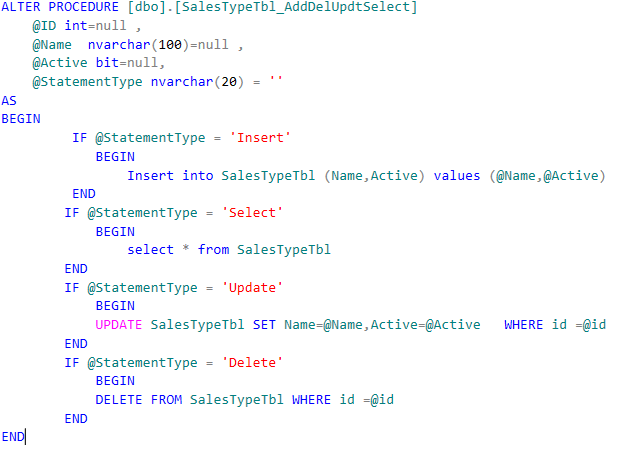 ALTER PROCEDURE [dbo].[SalesTypeTbl_AddDelUpdtSelect]
    @ID int=null ,
    @Name  nvarchar(100)=null ,
    @Active bit=null,
    @StatementType nvarchar(20) = ''
AS
BEGIN
         IF @StatementType = 'Insert'
            BEGIN
                Insert into SalesTypeTbl (Name,Active) values (@Name,@Active)
         END
        IF @StatementType = 'Select'
            BEGIN
                select * from SalesTypeTbl
        END
        IF @StatementType = 'Update'
            BEGIN
            UPDATE SalesTypeTbl SET Name=@Name,Active=@Active   WHERE id =@id
        END
        IF @StatementType = 'Delete'
            BEGIN
            DELETE FROM SalesTypeTbl WHERE id =@id
        END
END